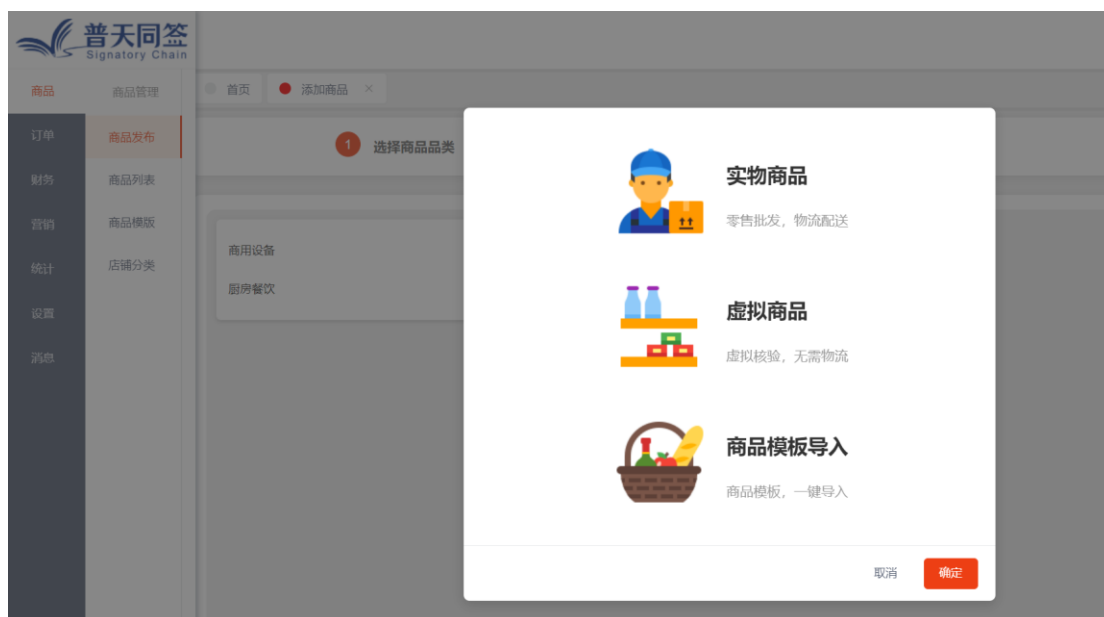 普天同签
Signatory Chain
商品
商品管理
首页
添加商品
订单
商品发布
1
选择商品品类
财务
商品列表
营销
商品模版
统计
店铺分类
设置
消息
商用设备
厨房餐饮
实物商品
零售批发，物流配送
虚拟商品
虚拟核验，无需物流
商品模板导入
商品模板，一键导入
取消
确定